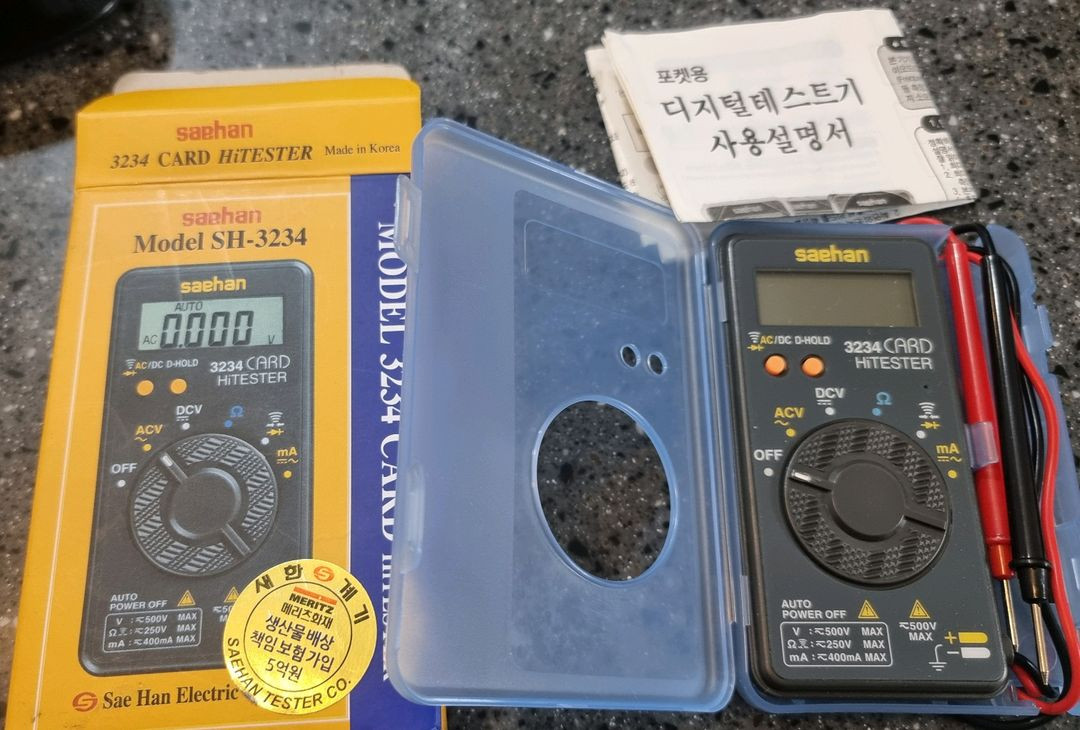 saehan
3234 CARD HiTESTER Made in Korea
saehan
Model SH-3234
saehan
AUTO
AC 0.000 V
AC/DC D-HOLD
3234 CARD
HiTESTER
DCV
Ω
ACV
mA
OFF
AUTO
POWER OFF
V : 500V MAX
Ω : 250V MAX
mA : 400mA MAX
새한계기
MERITZ
메리츠화재
생산물배상
책임보험가입
5억원
SAEHAN TESTER CO.
Sae Han Electric
MODEL 3234 CARD
포켓용
디지털테스트기
사용설명서
saehan
AC/DC D-HOLD
3234 CARD
HiTESTER
DCV
Ω
ACV
mA
OFF
AUTO
POWER OFF
V : 500V MAX
Ω : 250V MAX
mA : 400mA MAX
500V
MAX
+
−